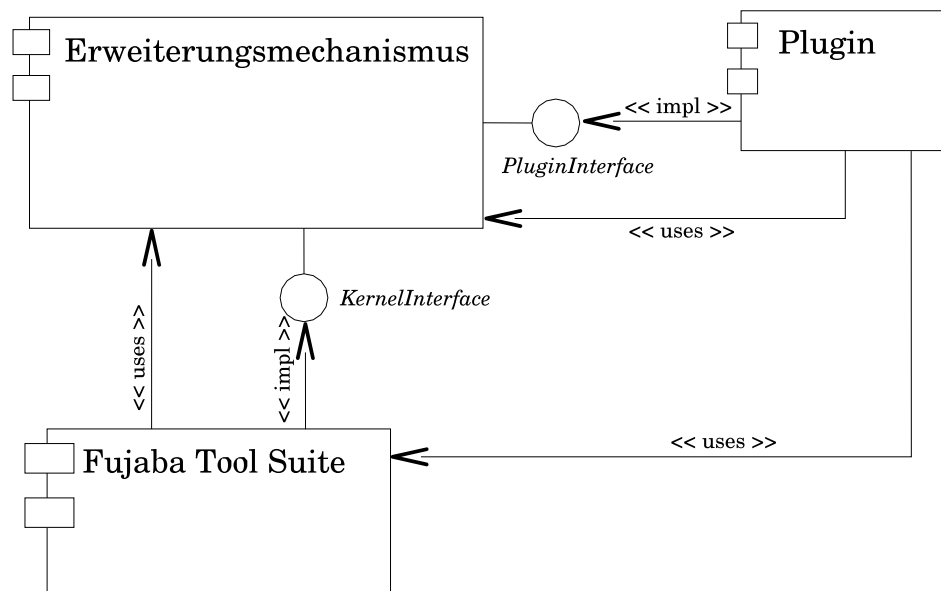 Erweiterungsmechanismus
Plugin
<< impl >>
PluginInterface
<< uses >>
KernelInterface
<< uses >>
<< impl >>
<< uses >>
Fujaba Tool Suite